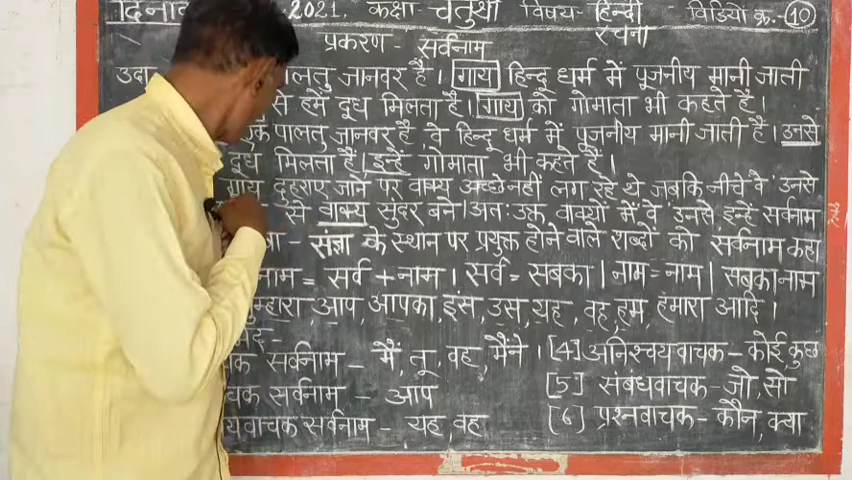 2021. कक्षा चतुर्थी विषय- हिन्दी विडियो क्र.- 10
प्रकरण- सर्वनाम रचना
उदा पालतु जानवर है। गाय हिन्दू धर्म में पूजनीय मानी जाती
से हमें दूध मिलता है। गाय को गोमाता भी कहते हैं।
पालतु जानवर है वे हिन्दू धर्म में पूजनीय मानी जाती है। उनसे
दूध मिलता है। इन्हें गोमाता भी कहते हैं।
गाय दुहराए जाने पर वाक्य अच्छे नहीं लग रहे थे जबकि नीचे वे उनसे
से वाक्य सुंदर बने। अतः उक्त वाक्यों में वे उनसे इन्हें सर्वनाम
संज्ञा के स्थान पर प्रयुक्त होने वाले शब्दों को सर्वनाम कहा
नाम = सर्व + नाम। सर्व = सबका। नाम = नाम। सबका नाम
तुम्हारा, आप, आपका, इस, उस, यह, वह, हम, हमारा आदि।
सर्वनाम - मैं, तू, वह, मैंने। [4] अनिश्चयवाचक - कोई, कुछ
चक सर्वनाम - आप [5] संबंधवाचक - जो, सो
यवाचक सर्वनाम - यह, वह [6] प्रश्नवाचक - कौन, क्या